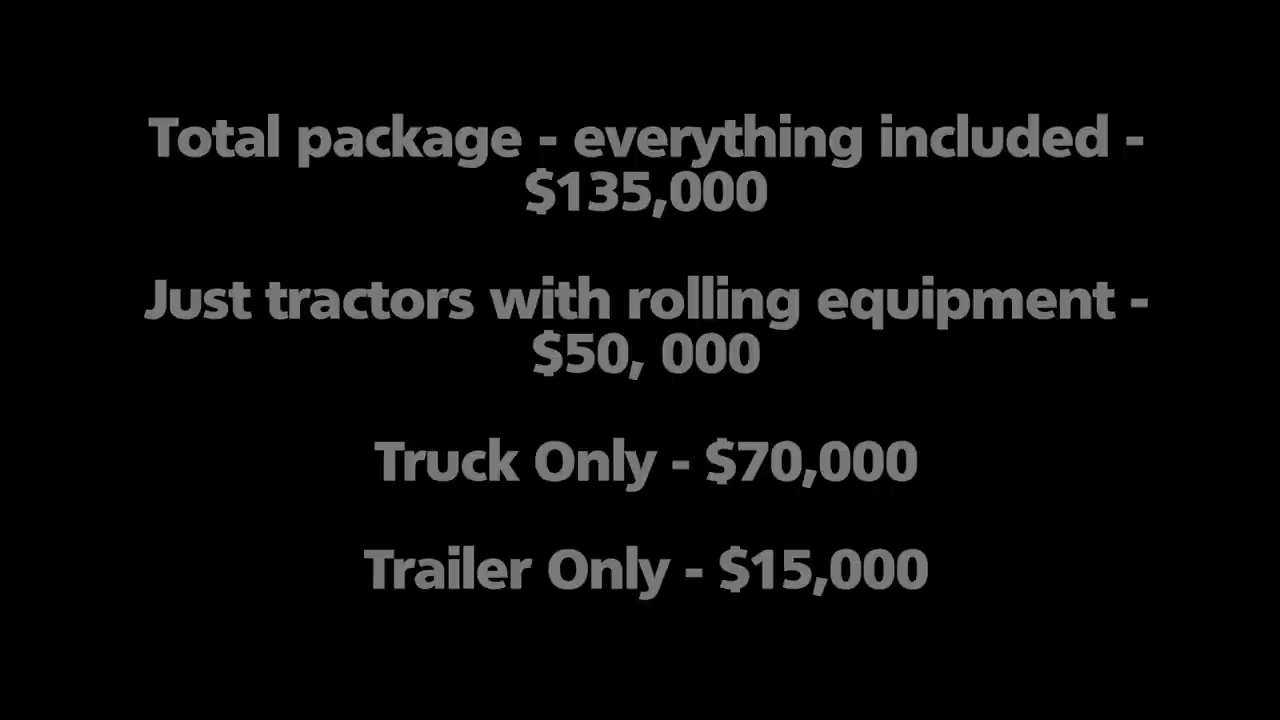 Total package - everything included -
$135,000
Just tractors with rolling equipment -
$50, 000
Truck Only - $70,000
Trailer Only - $15,000